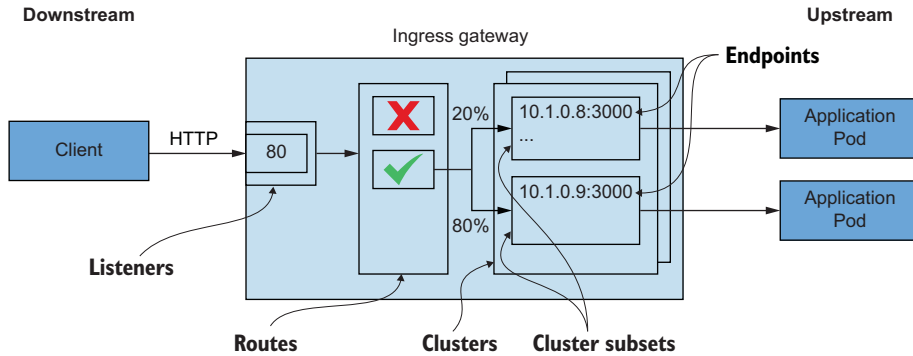 Downstream
Upstream
Ingress gateway
Endpoints
Client
HTTP
80
20%
80%
10.1.0.8:3000
...
10.1.0.9:3000
Application
Pod
Application
Pod
Listeners
Routes
Clusters
Cluster subsets